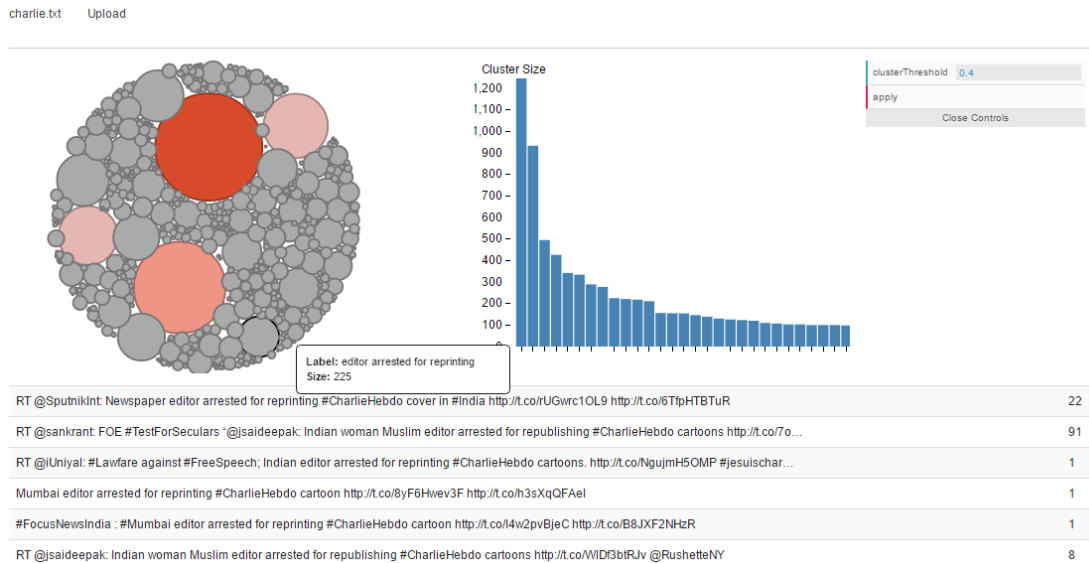 charlie.txt Upload
Cluster Size
1,200
1,100
1,000
900
800
700
600
500
400
300
200
100
0
clusterThreshold 0.4
apply
Close Controls
Label: editor arrested for reprinting
Size: 225
RT @SputnikInt: Newspaper editor arrested for reprinting #CharlieHebdo cover in #India http://t.co/rUGwrc1OL9 http://t.co/6TfpHTBTuR 22
RT @sankrant: FOE #TestForSeculars “@jsaideepak: Indian woman Muslim editor arrested for republishing #CharlieHebdo cartoons http://t.co/7o… 91
RT @iUniyal: #Lawfare against #FreeSpeech; Indian editor arrested for reprinting #CharlieHebdo cartoons. http://t.co/NgujmH5OMP #jesuischar… 1
Mumbai editor arrested for reprinting #CharlieHebdo cartoon http://t.co/8yF6Hwev3F http://t.co/h3sXqQFAeI 1
#FocusNewsIndia : #Mumbai editor arrested for reprinting #CharlieHebdo cartoon http://t.co/I4w2pvBjeC http://t.co/B8JXF2NHzR 1
RT @jsaideepak: Indian woman Muslim editor arrested for republishing #CharlieHebdo cartoons http://t.co/WIDf3btRJv @RushetteNY 8